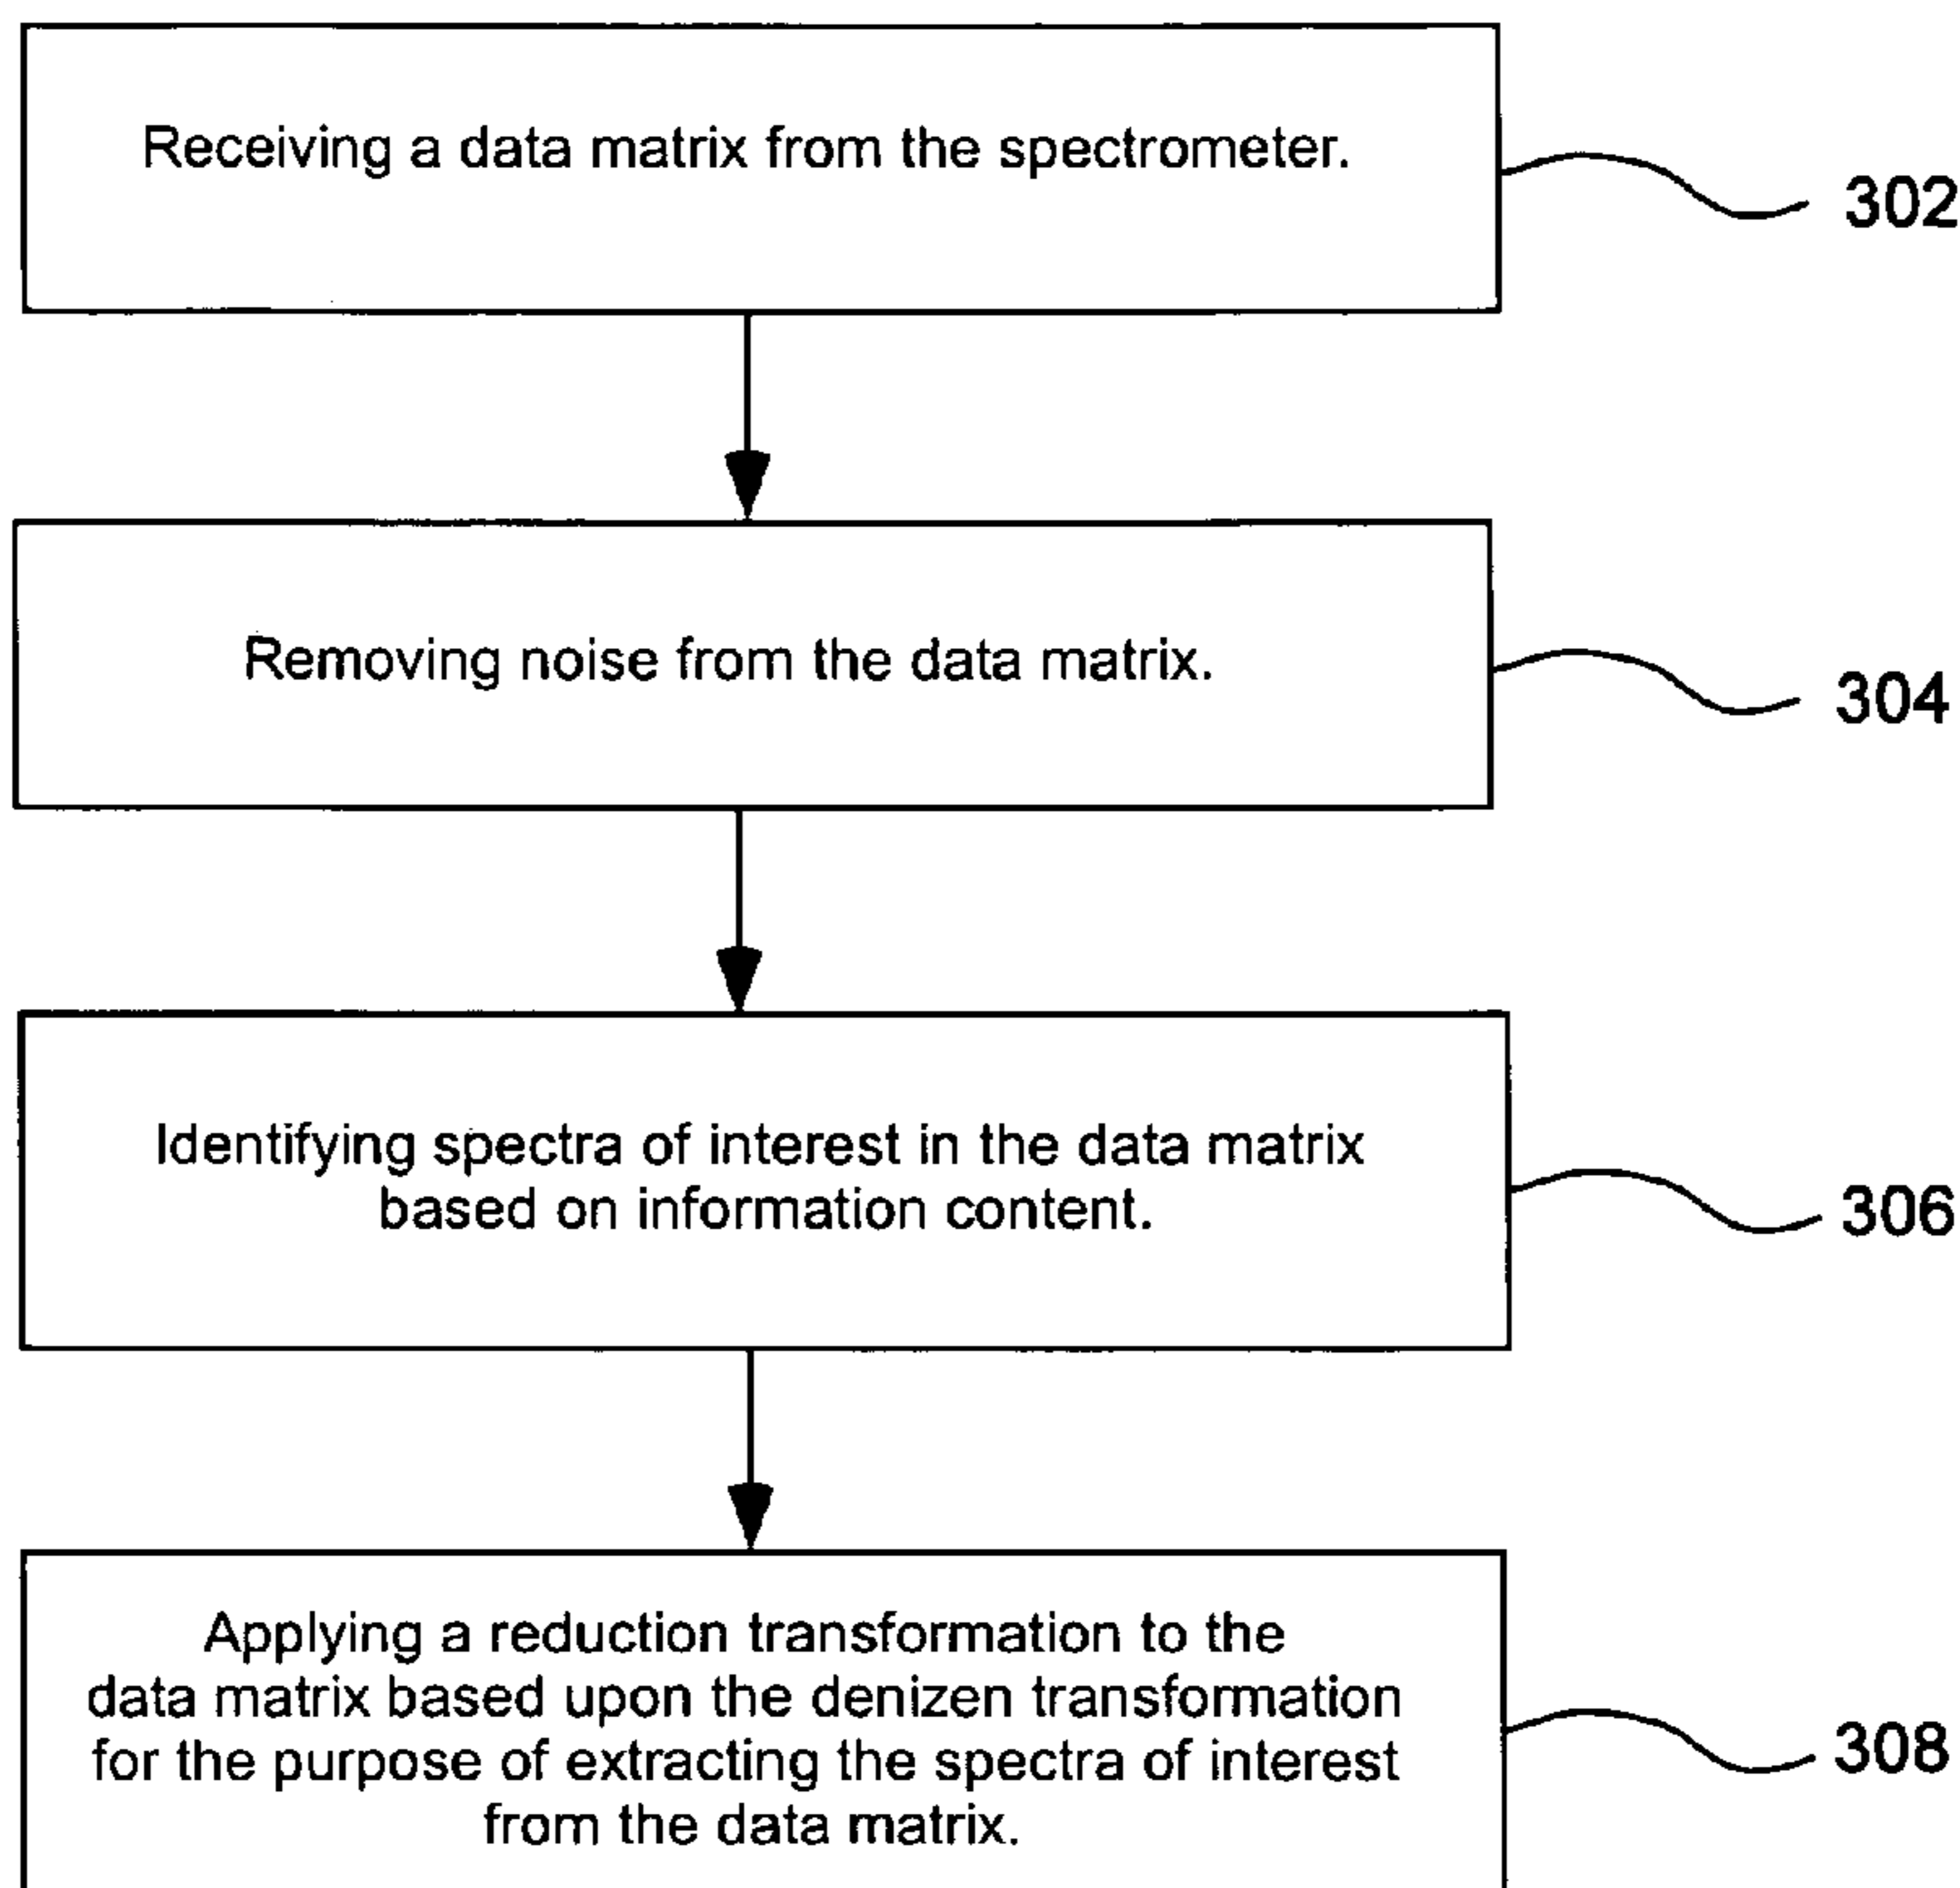 Receiving a data matrix from the spectrometer.
302
Removing noise from the data matrix.
304
Identifying spectra of interest in the data matrix
based on information content.
306
Applying a reduction transformation to the
data matrix based upon the denizen transformation
for the purpose of extracting the spectra of interest
from the data matrix.
308